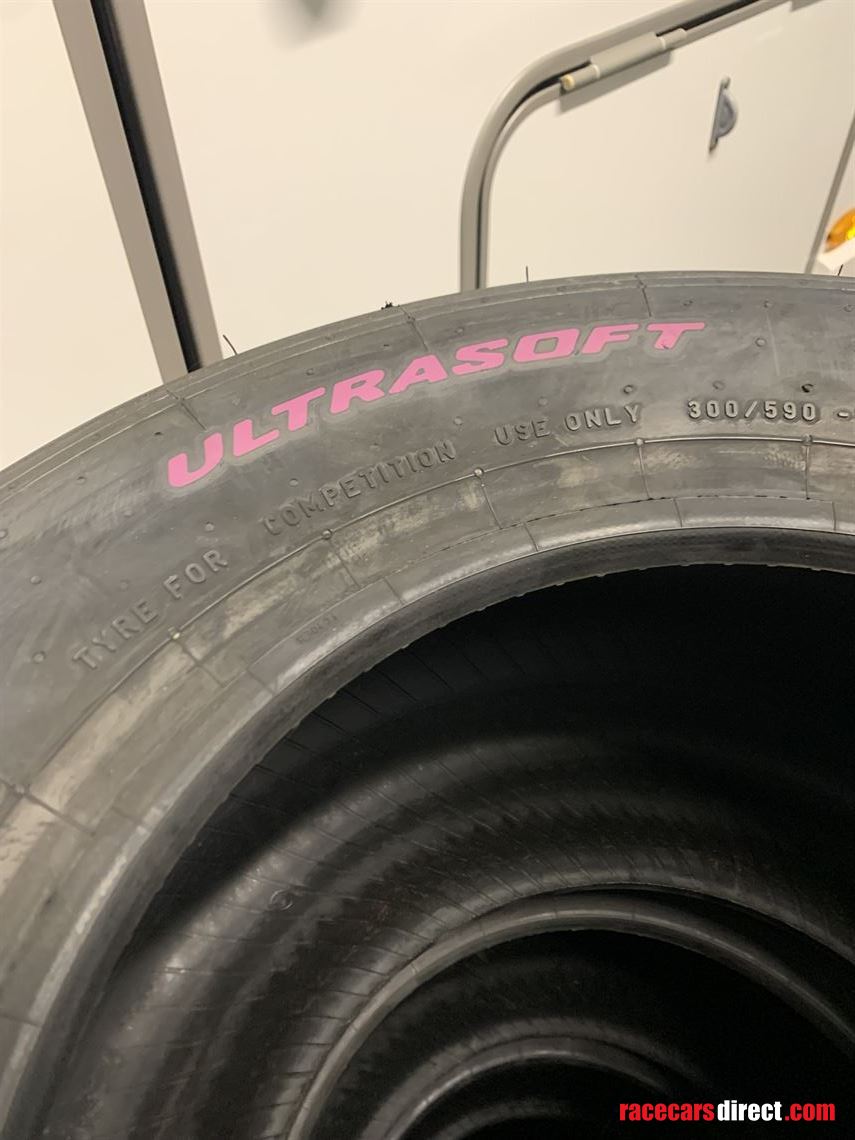 ULTRASOFT
TYRE FOR COMPETITION USE ONLY 300/590 -
racecarsdirect.com